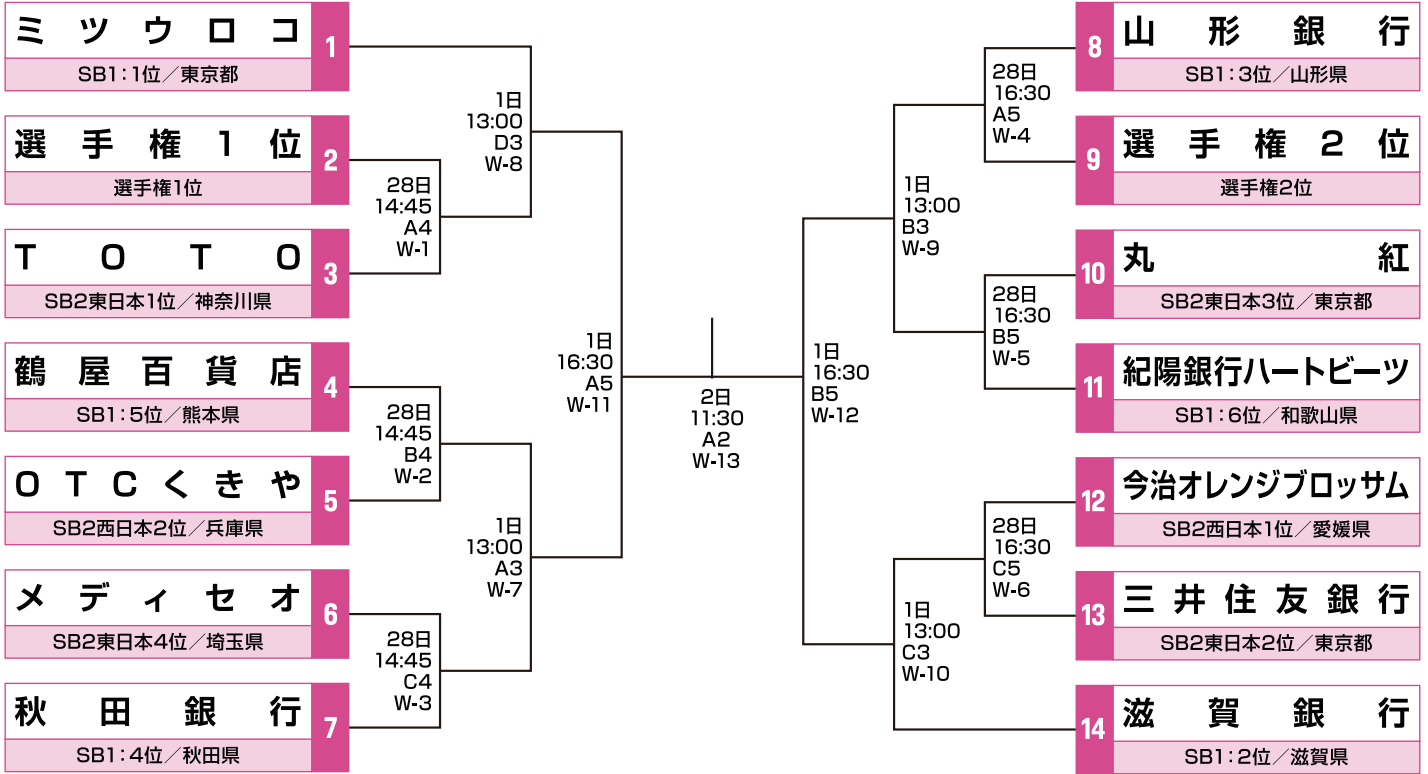 ミツウロコ
1
SB1：1位／東京都
選手権1位
2
選手権1位
TOTO
3
SB2東日本1位／神奈川県
鶴屋百貨店
4
SB1：5位／熊本県
OTCくきや
5
SB2西日本2位／兵庫県
メディセオ
6
SB2東日本4位／埼玉県
秋田銀行
7
SB1：4位／秋田県
28日
14:45
A4
W-1
28日
14:45
B4
W-2
28日
14:45
C4
W-3
1日
13:00
D3
W-8
1日
13:00
A3
W-7
1日
16:30
A5
W-11
2日
11:30
A2
W-13
1日
16:30
B5
W-12
1日
13:00
B3
W-9
1日
13:00
C3
W-10
28日
16:30
A5
W-4
28日
16:30
B5
W-5
28日
16:30
C5
W-6
8
山形銀行
SB1：3位／山形県
9
選手権2位
選手権2位
10
丸紅
SB2東日本3位／東京都
11
紀陽銀行ハートビーツ
SB1：6位／和歌山県
12
今治オレンジブロッサム
SB2西日本1位／愛媛県
13
三井住友銀行
SB2東日本2位／東京都
14
滋賀銀行
SB1：2位／滋賀県